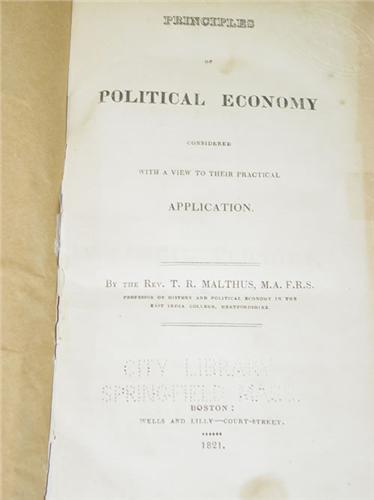 PRINCIPLES
OF
POLITICAL ECONOMY
CONSIDERED
WITH A VIEW TO THEIR PRACTICAL
APPLICATION.
BY THE REV. T. R. MALTHUS, M.A. F.R.S.
PROFESSOR OF HISTORY AND POLITICAL ECONOMY IN THE
EAST INDIA COLLEGE, HERTFORDSHIRE.
CITY LIBRARY
SPRINGFIELD MASS.
BOSTON:
WELLS AND LILLY—COURT-STREET.
1821.